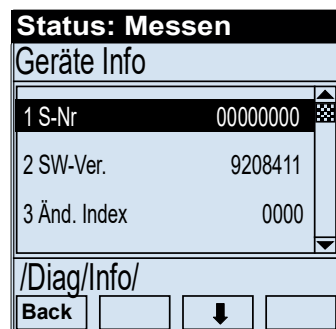 Status: Messen
Geräte Info
1 S-Nr 00000000
2 SW-Ver. 9208411
3 Änd. Index 0000
/Diag/Info/
Back